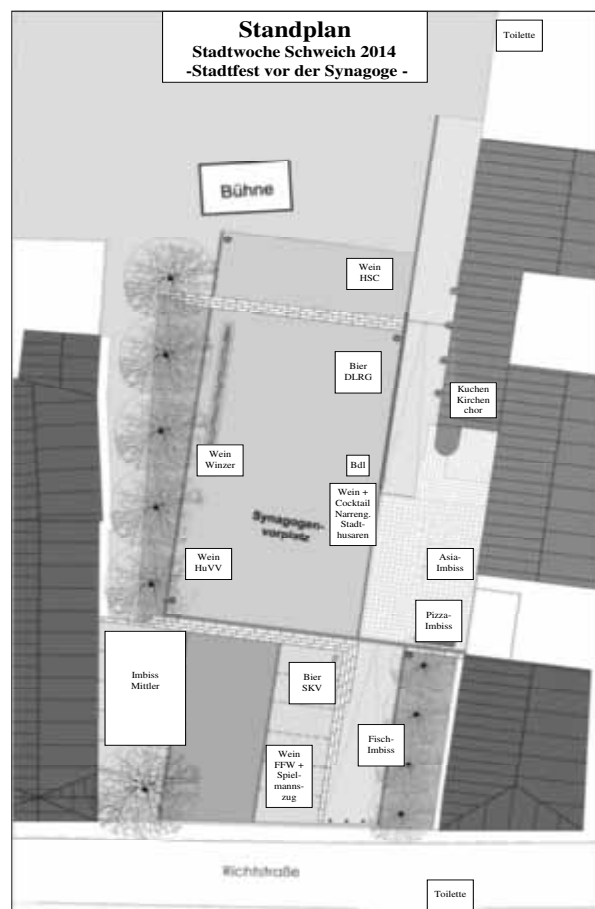 Standplan
Stadtwoche Schweich 2014
-Stadtfest vor der Synagoge -
Toilette
Bühne
Wein
HSC
Bier
DLRG
Kuchen
Kirchen
chor
Wein
Winzer
Bdl
Wein +
Cocktail
Narreng.
Stadt-
husaren
Synagogen-
vorplatz
Wein
HuVV
Asia-
Imbiss
Pizza-
Imbiss
Imbiss
Mittler
Bier
SKV
Fisch-
Imbiss
Wein
FFW +
Spiel-
manns-
zug
Richtstraße
Toilette